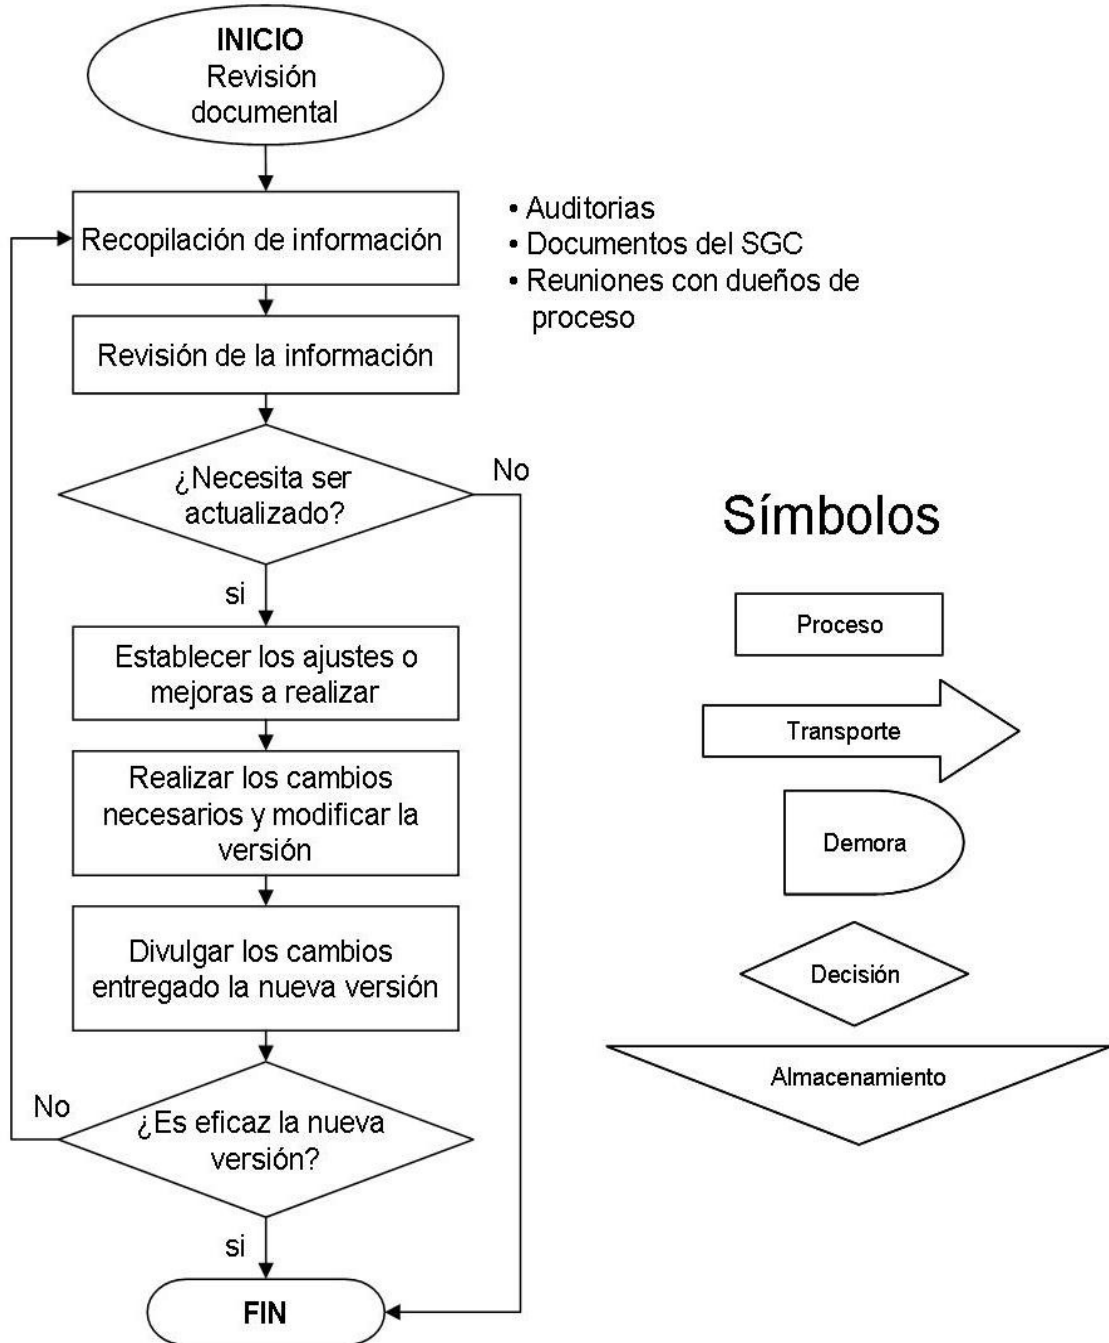 INICIO
Revisión
documental
Recopilación de información
• Auditorias
• Documentos del SGC
• Reuniones con dueños de
proceso
Revisión de la información
¿Necesita ser
actualizado?
No
si
Establecer los ajustes o
mejoras a realizar
Realizar los cambios
necesarios y modificar la
versión
Divulgar los cambios
entregado la nueva versión
¿Es eficaz la nueva
versión?
No
si
FIN
Símbolos
Proceso
Transporte
Demora
Decisión
Almacenamiento